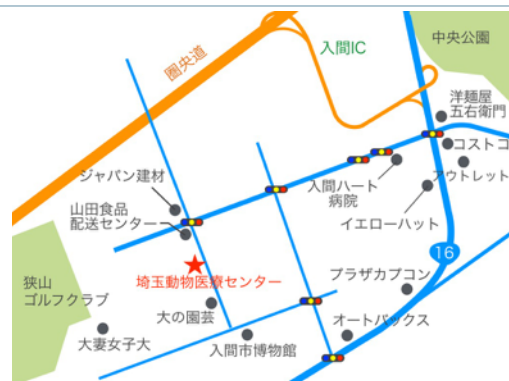 中央公園
入間IC
圏央道
洋麺屋
五右衛門
コストコ
アウトレット
ジャパン建材
入間ハート
病院
山田食品
配送センター
イエローハット
16
埼玉動物医療センター
狭山
ゴルフクラブ
プラザカプコン
大の園芸
オートバックス
大妻女子大
入間市博物館